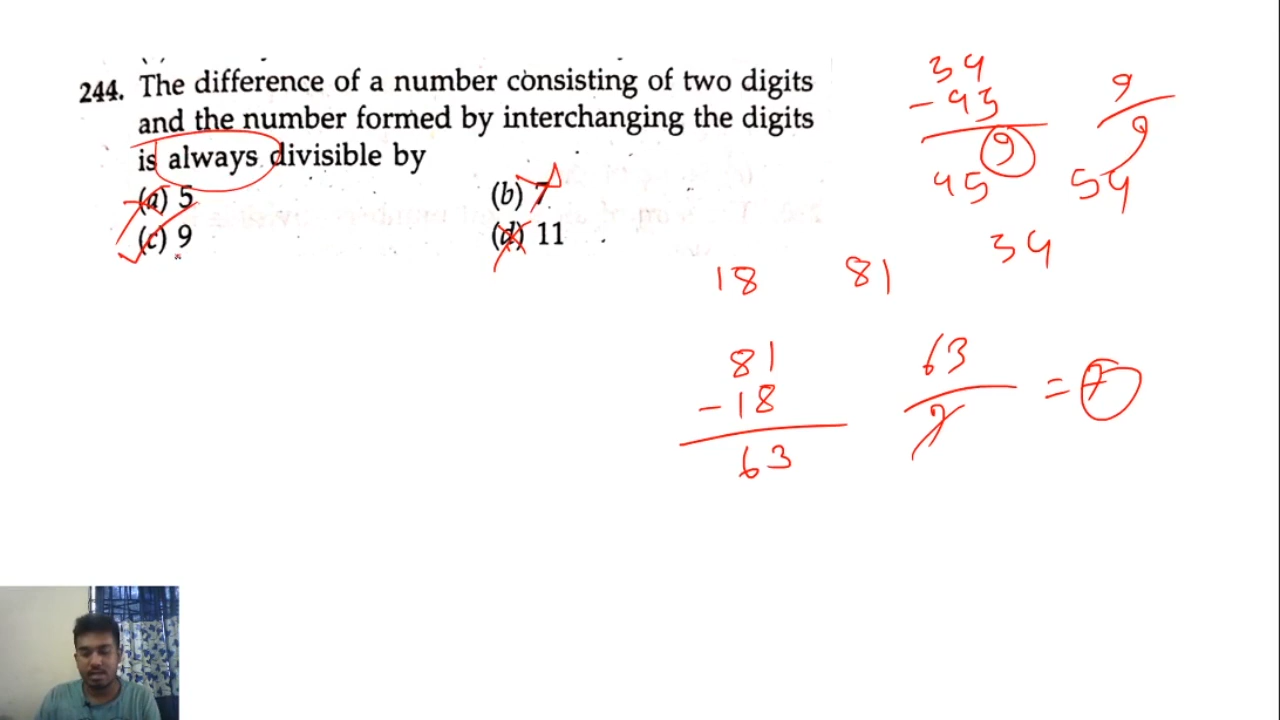 244. The difference of a number consisting of two digits
and the number formed by interchanging the digits
is always divisible by
(a) 5 (b) 7
(c) 9 (d) 11
34
- 43
9
9
9
45 54
34
18 81
81
- 18
63
63
= 7